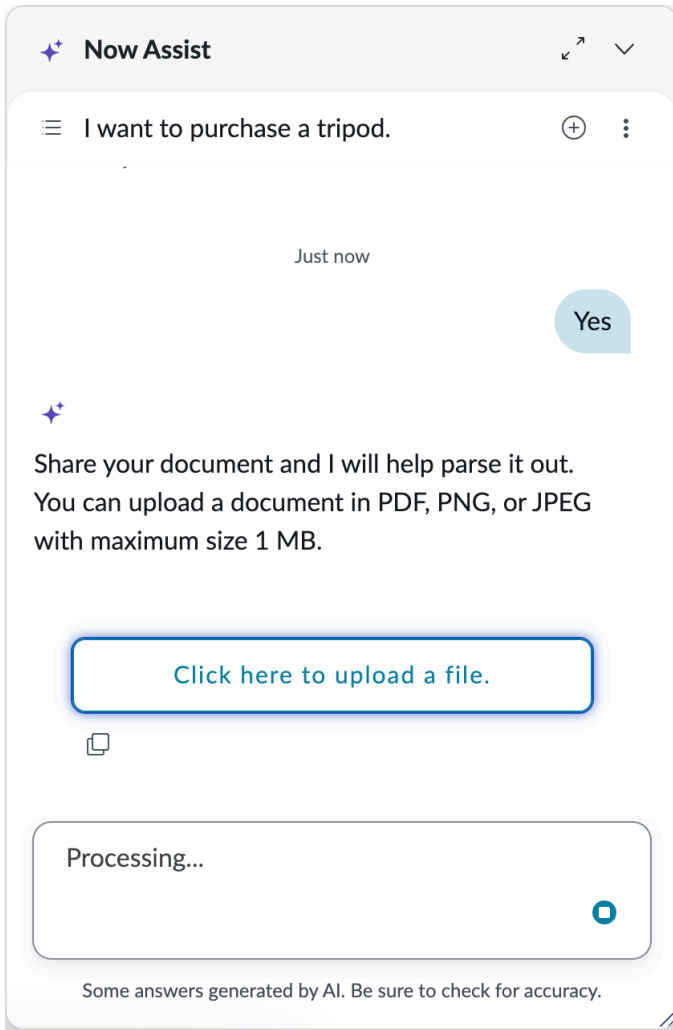 Now Assist
I want to purchase a tripod.
Just now
Yes
Share your document and I will help parse it out.
You can upload a document in PDF, PNG, or JPEG
with maximum size 1 MB.
Click here to upload a file.
Processing...
Some answers generated by AI. Be sure to check for accuracy.